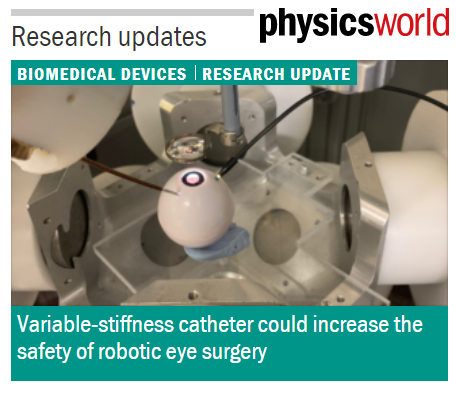 Research updates
physicsworld
BIOMEDICAL DEVICES | RESEARCH UPDATE
Variable-stiffness catheter could increase the
safety of robotic eye surgery